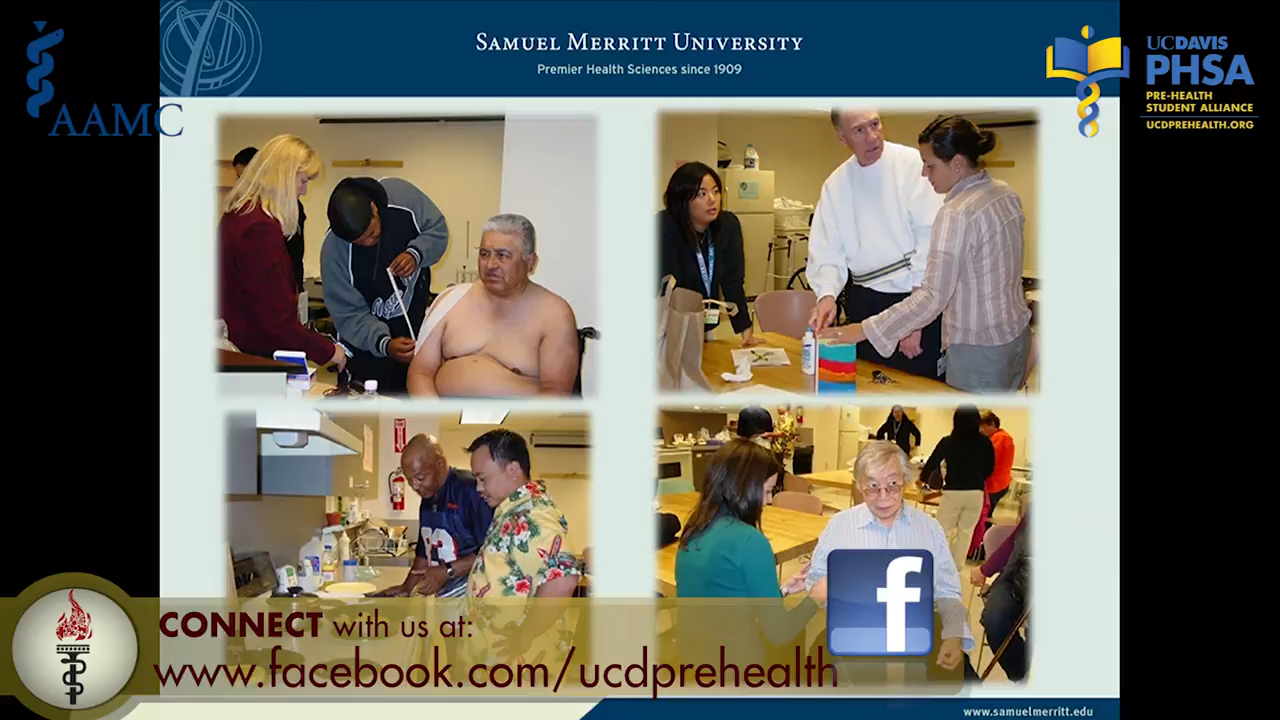 SAMUEL MERRITT UNIVERSITY
Premier Health Sciences since 1909
AAMC
UCDAVIS
PHSA
PRE-HEALTH
STUDENT ALLIANCE
UCDPREHEALTH.ORG
f
CONNECT with us at:
www.facebook.com/ucdprehealth
www.samuelmerritt.edu